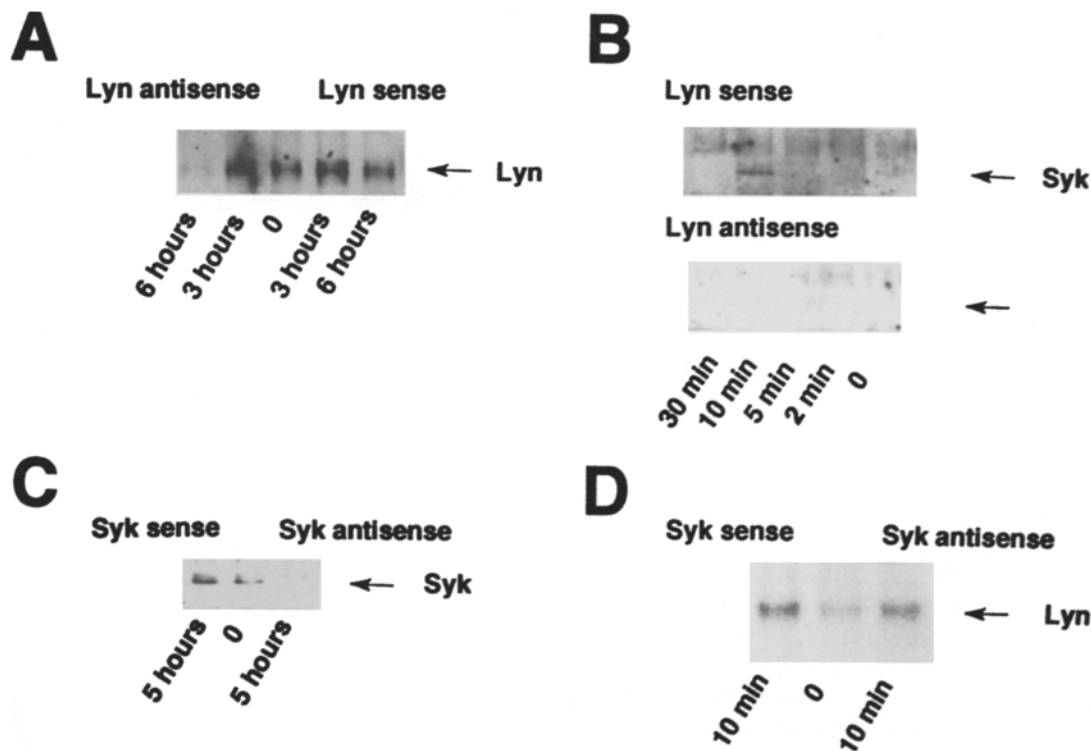 A
Lyn antisense Lyn sense
Lyn
6 hours 3 hours 0 3 hours 6 hours
B
Lyn sense
Syk
Lyn antisense
30 min 10 min 5 min 2 min 0
C
Syk sense Syk antisense
Syk
5 hours 0 5 hours
D
Syk sense Syk antisense
Lyn
10 min 0 10 min